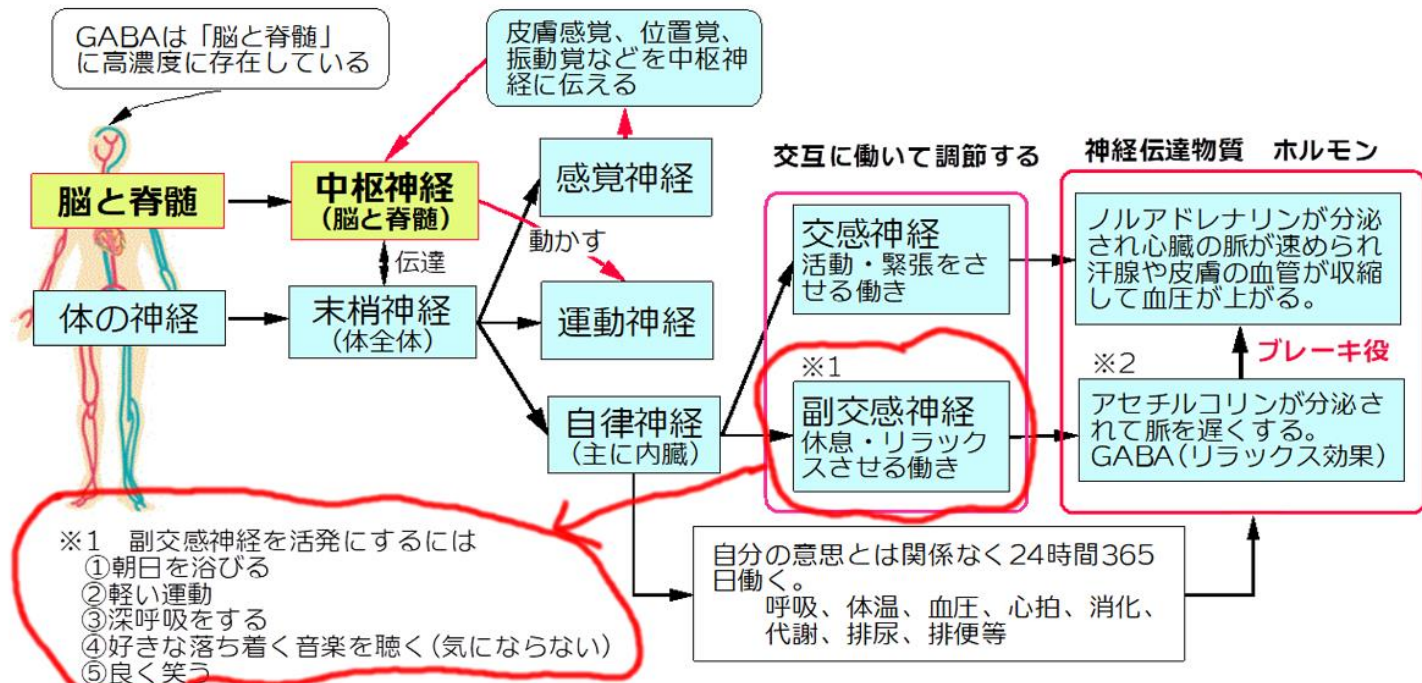 GABAは「脳と脊髄」
に高濃度に存在している
皮膚感覚、位置覚、
振動覚などを中枢神
経に伝える
脳と脊髄
中枢神経
(脳と脊髄)
伝達
体の神経
末梢神経
(体全体)
感覚神経
動かす
運動神経
自律神経
(主に内臓)
交互に働いて調節する
交感神経
活動・緊張をさ
せる働き
※1
副交感神経
休息・リラック
スさせる働き
神経伝達物質 ホルモン
ノルアドレナリンが分泌
され心臓の脈が速められ
汗腺や皮膚の血管が収縮
して血圧が上がる。
ブレーキ役
※2
アセチルコリンが分泌さ
れて脈を遅くする。
GABA(リラックス効果)
自分の意思とは関係なく24時間365
日働く。
呼吸、体温、血圧、心拍、消化、
代謝、排尿、排便等
※1 副交感神経を活発にするには
①朝日を浴びる
②軽い運動
③深呼吸をする
④好きな落ち着く音楽を聴く(気にならない)
⑤良く笑う